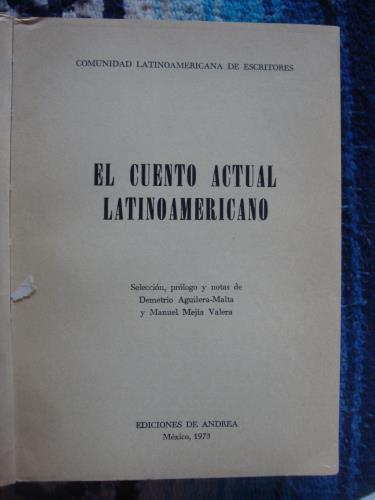 COMUNIDAD LATINOAMERICANA DE ESCRITORES
EL CUENTO ACTUAL
LATINOAMERICANO
Selección, prólogo y notas de
Demetrio Aguilera-Malta
y Manuel Mejía Valera
EDICIONES DE ANDREA
México, 1973